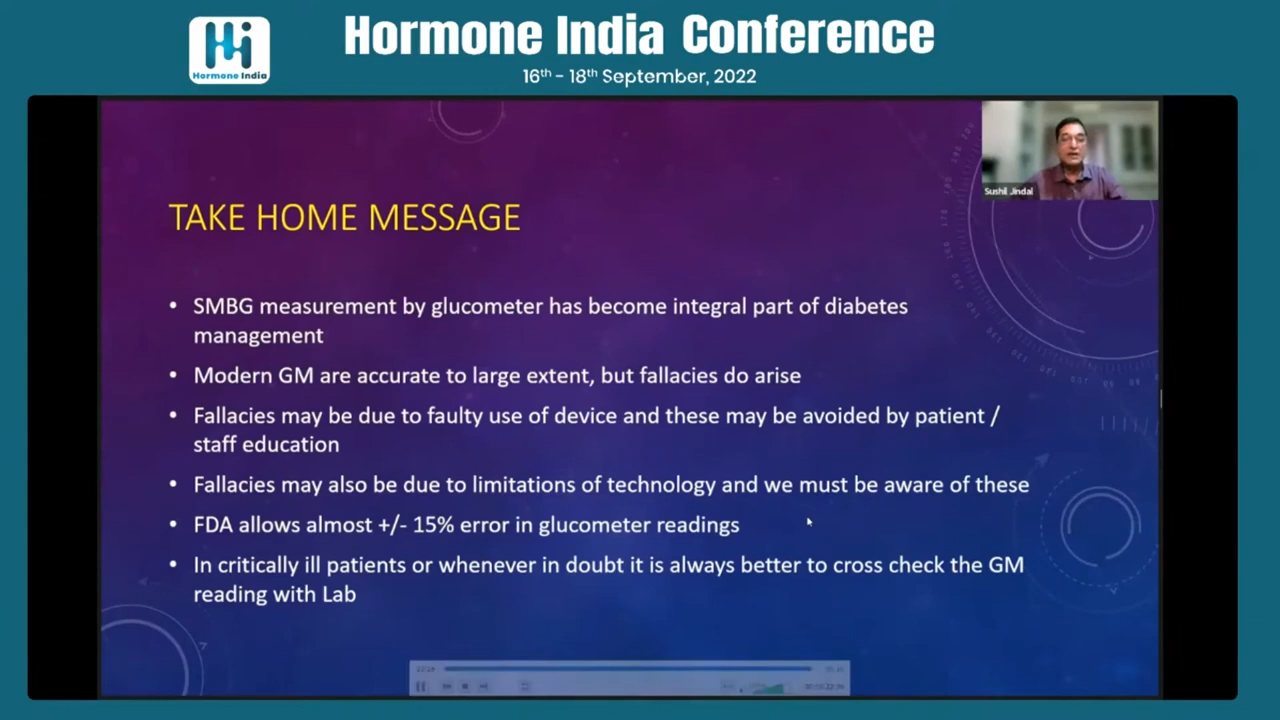 Hormone India
Hormone India Conference
16th - 18th September, 2022
Sushil Jindal
TAKE HOME MESSAGE
• SMBG measurement by glucometer has become integral part of diabetes
management
• Modern GM are accurate to large extent, but fallacies do arise
• Fallacies may be due to faulty use of device and these may be avoided by patient /
staff education
• Fallacies may also be due to limitations of technology and we must be aware of these
• FDA allows almost +/- 15% error in glucometer readings
• In critically ill patients or whenever in doubt it is always better to cross check the GM
reading with Lab